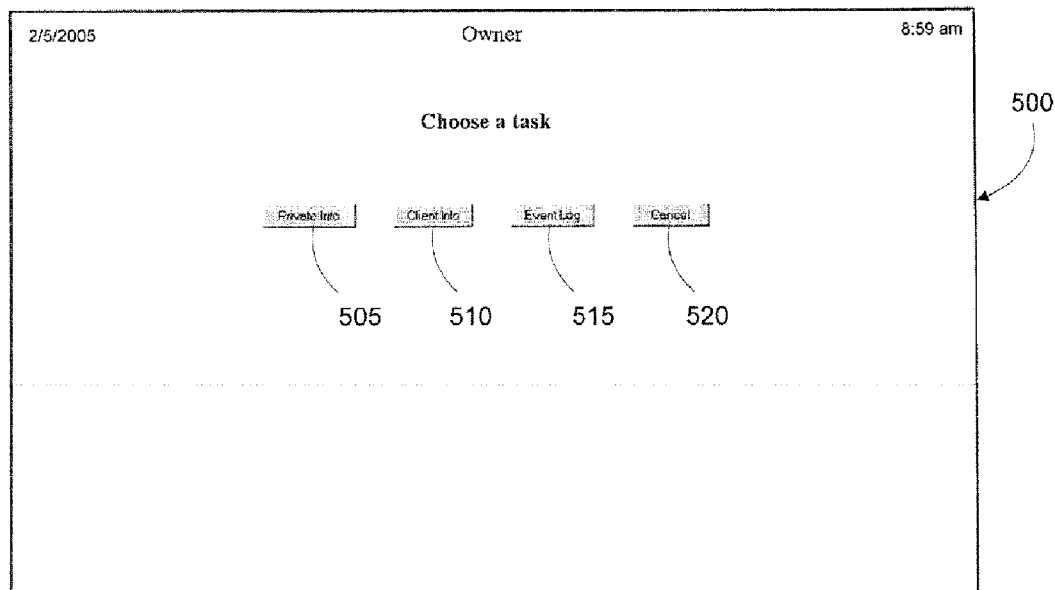 2/5/2005 Owner 8:59 am
Choose a task
500
Private Info Client Info Event Log Cancel
505 510 515 520